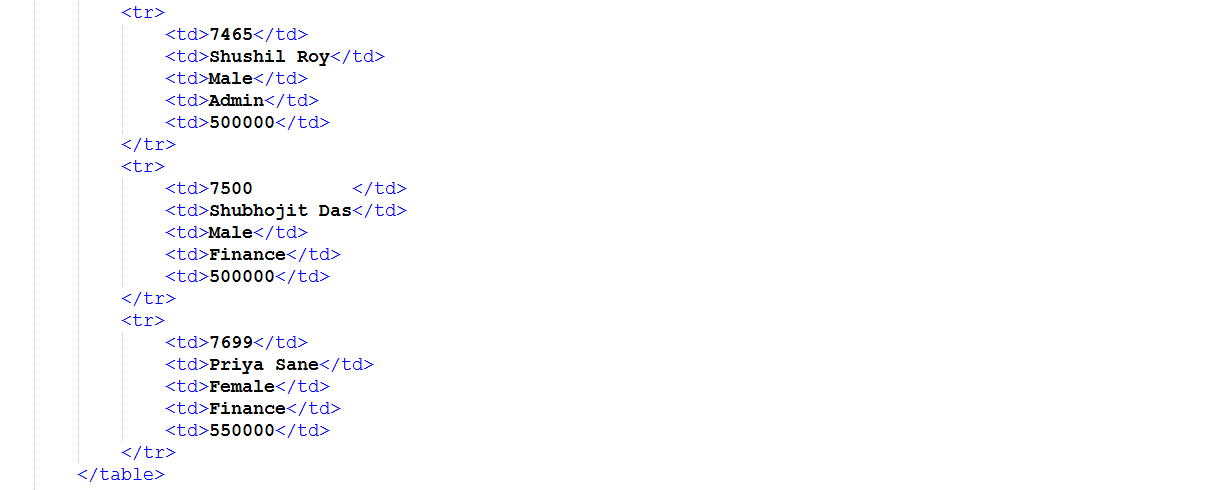 <tr>
<td>7465</td>
<td>Shushil Roy</td>
<td>Male</td>
<td>Admin</td>
<td>500000</td>
</tr>
<tr>
<td>7500         </td>
<td>Shubhojit Das</td>
<td>Male</td>
<td>Finance</td>
<td>500000</td>
</tr>
<tr>
<td>7699</td>
<td>Priya Sane</td>
<td>Female</td>
<td>Finance</td>
<td>550000</td>
</tr>
</table>